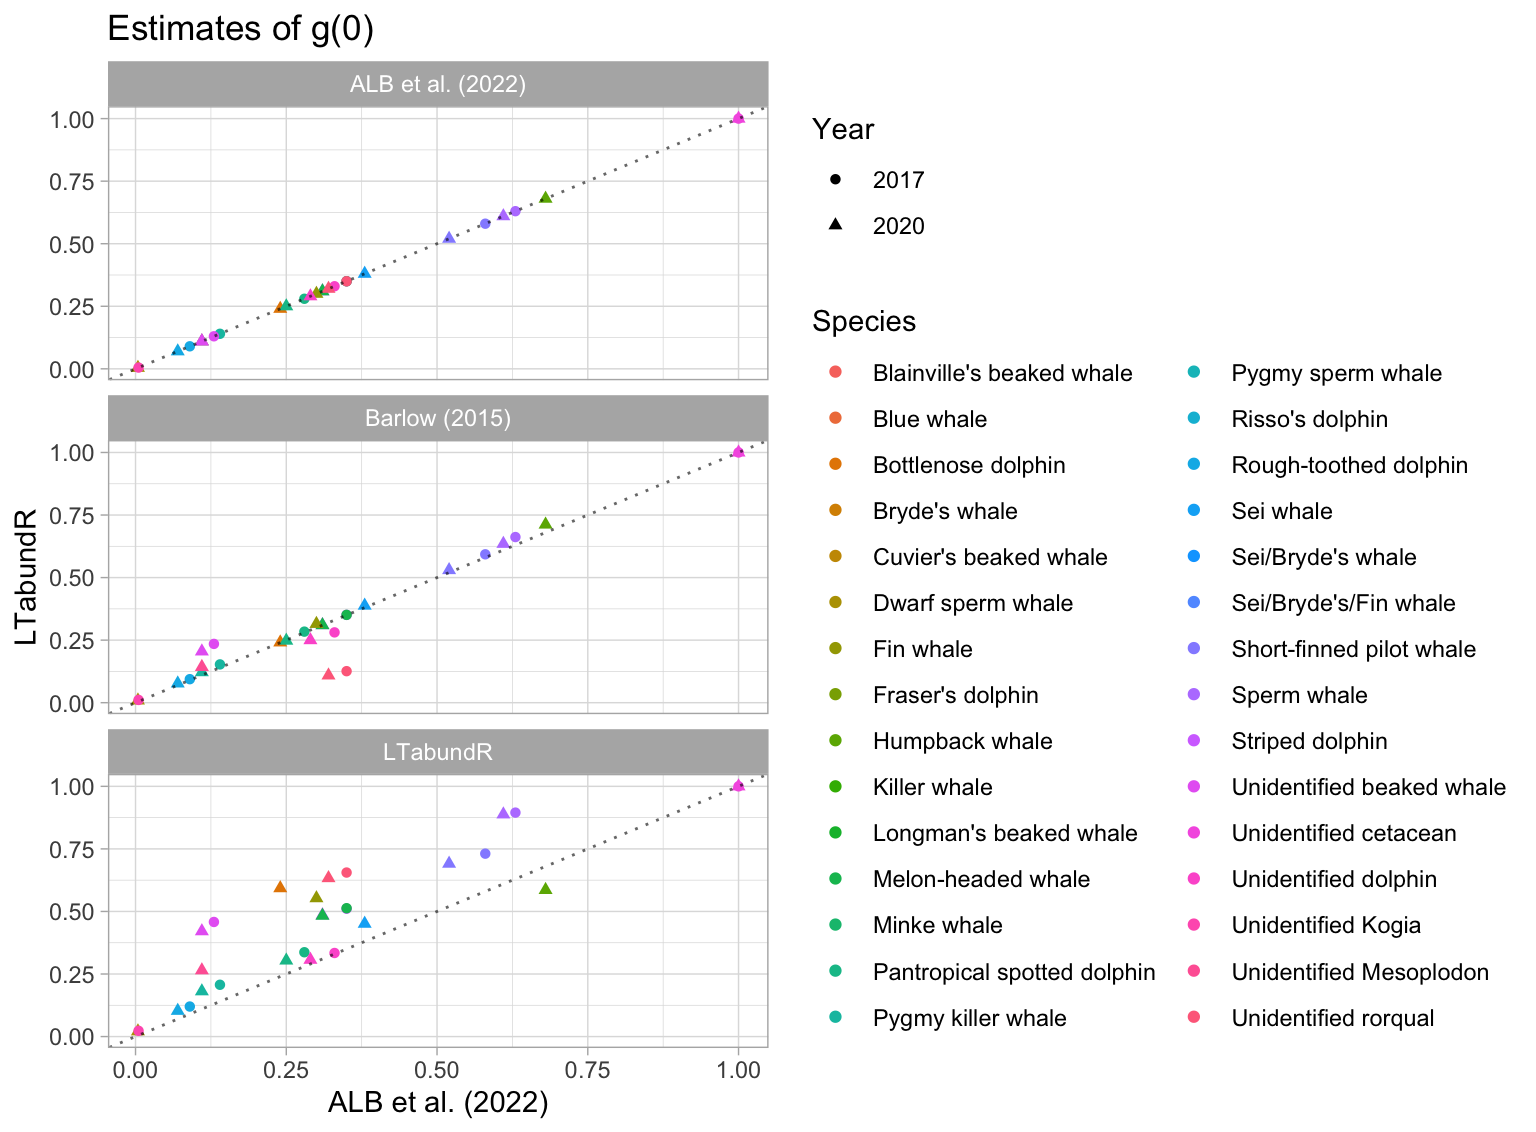 Estimates of g(0)
ALB et al. (2022)
1.00
0.75
0.50
0.25
0.00
Barlow (2015)
1.00
0.75
0.50
0.25
0.00
LTabundR
1.00
0.75
0.50
0.25
0.00
0.00 0.25 0.50 0.75 1.00
ALB et al. (2022)
LTabundR
Year
2017
2020
Species
Blainville's beaked whale
Blue whale
Bottlenose dolphin
Bryde's whale
Cuvier's beaked whale
Dwarf sperm whale
Fin whale
Fraser's dolphin
Humpback whale
Killer whale
Longman's beaked whale
Melon-headed whale
Minke whale
Pantropical spotted dolphin
Pygmy killer whale
Pygmy sperm whale
Risso's dolphin
Rough-toothed dolphin
Sei whale
Sei/Bryde's whale
Sei/Bryde's/Fin whale
Short-finned pilot whale
Sperm whale
Striped dolphin
Unidentified beaked whale
Unidentified cetacean
Unidentified dolphin
Unidentified Kogia
Unidentified Mesoplodon
Unidentified rorqual